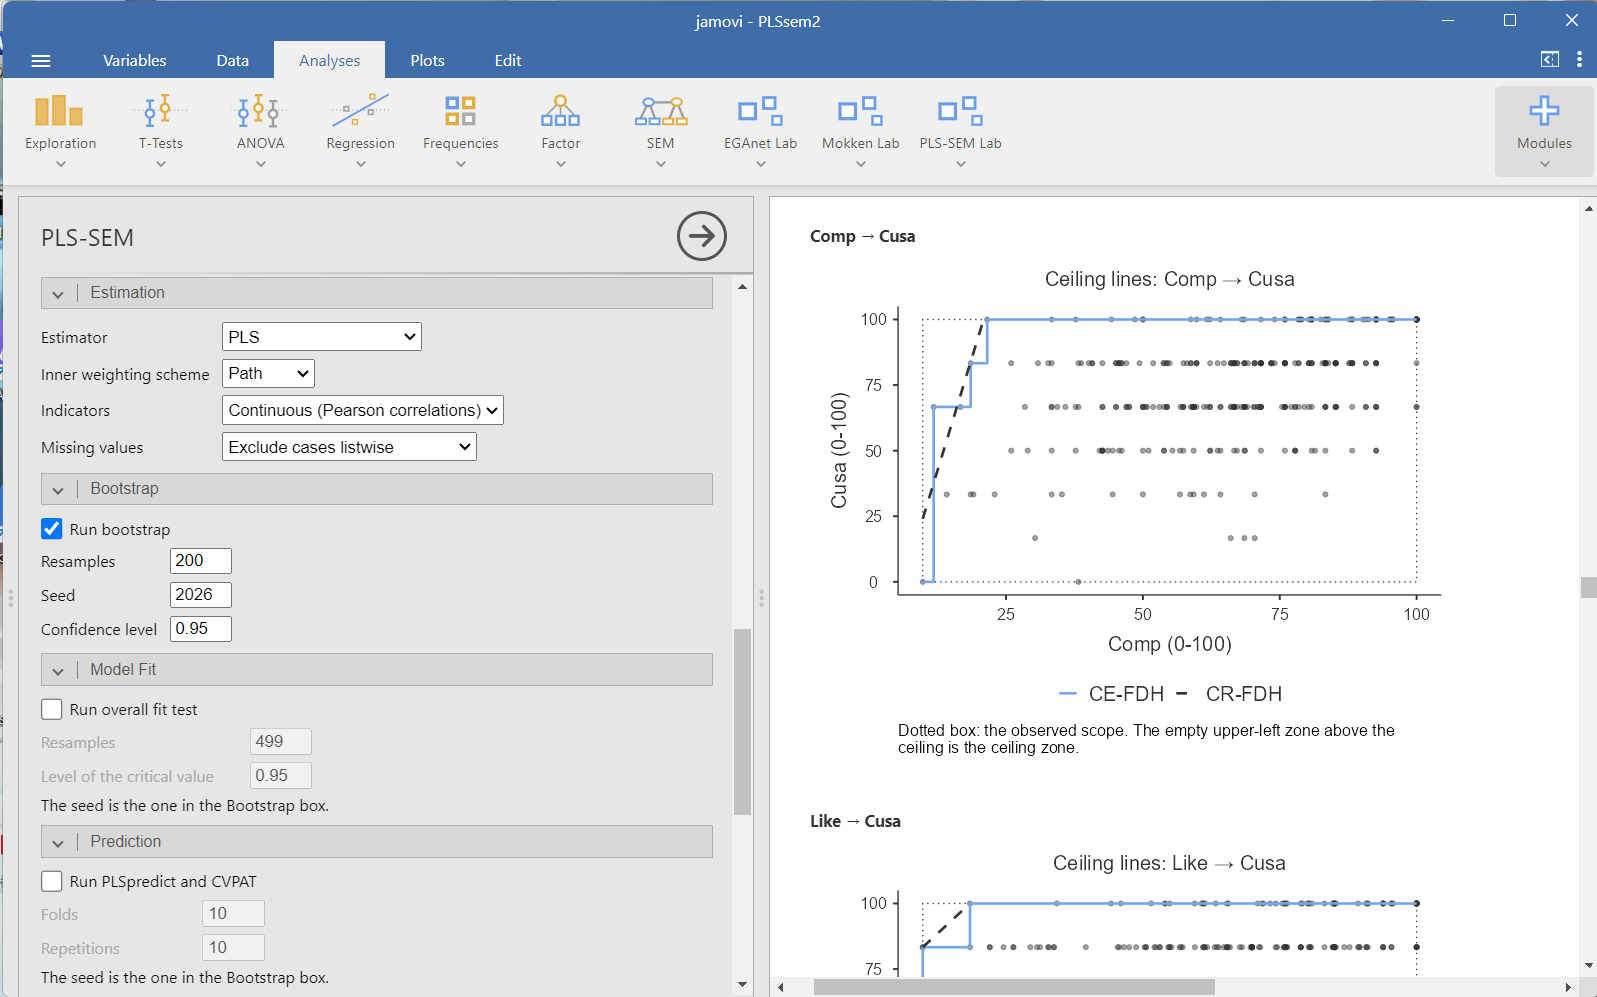 jamovi - PLSsem2
Variables Data Analyses Plots Edit
Exploration T-Tests ANOVA Regression Frequencies Factor SEM EGAnet Lab Mokken Lab PLS-SEM Lab Modules
PLS-SEM
Estimation
Estimator PLS
Inner weighting scheme Path
Indicators Continuous (Pearson correlations)
Missing values Exclude cases listwise
Bootstrap
Run bootstrap
Resamples 200
Seed 2026
Confidence level 0.95
Model Fit
Run overall fit test
Resamples 499
Level of the critical value 0.95
The seed is the one in the Bootstrap box.
Prediction
Run PLSpredict and CVPAT
Folds 10
Repetitions 10
The seed is the one in the Bootstrap box.
Comp → Cusa
Ceiling lines: Comp → Cusa
100
75
50
25
0
Cusa (0-100)
25 50 75 100
Comp (0-100)
CE-FDH CR-FDH
Dotted box: the observed scope. The empty upper-left zone above the
ceiling is the ceiling zone.
Like → Cusa
Ceiling lines: Like → Cusa
100
75